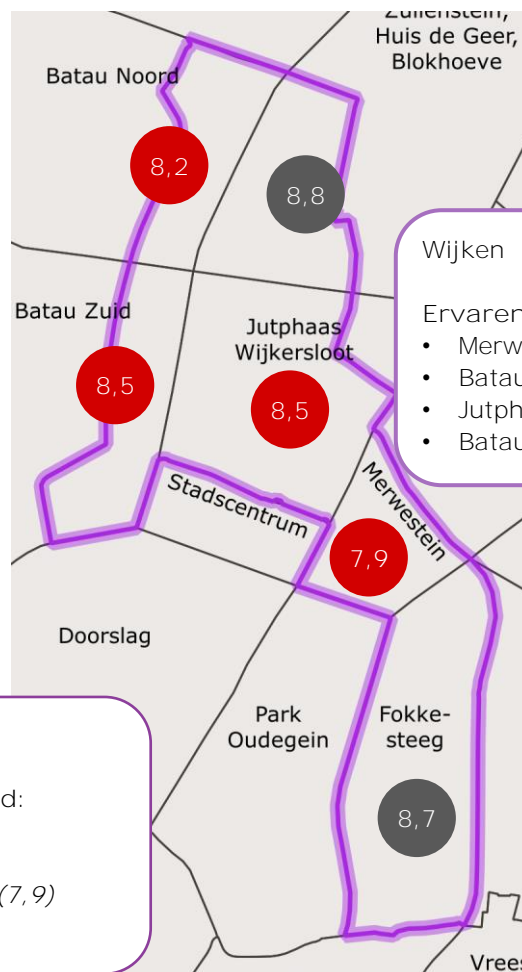 Zuilenstein,
Huis de Geer,
Blokhoeve
Batau Noord
8,2
8,8
Wijken
Ervaren
• Merw
• Batau
• Jutph
• Batau
Batau Zuid
Jutphaas
Wijkersloot
8,5
8,5
Stadscentrum
Merwestein
7,9
Doorslag
Park
Oudegein
Fokke-
steeg
d:
8,7
(7,9)
Vrees